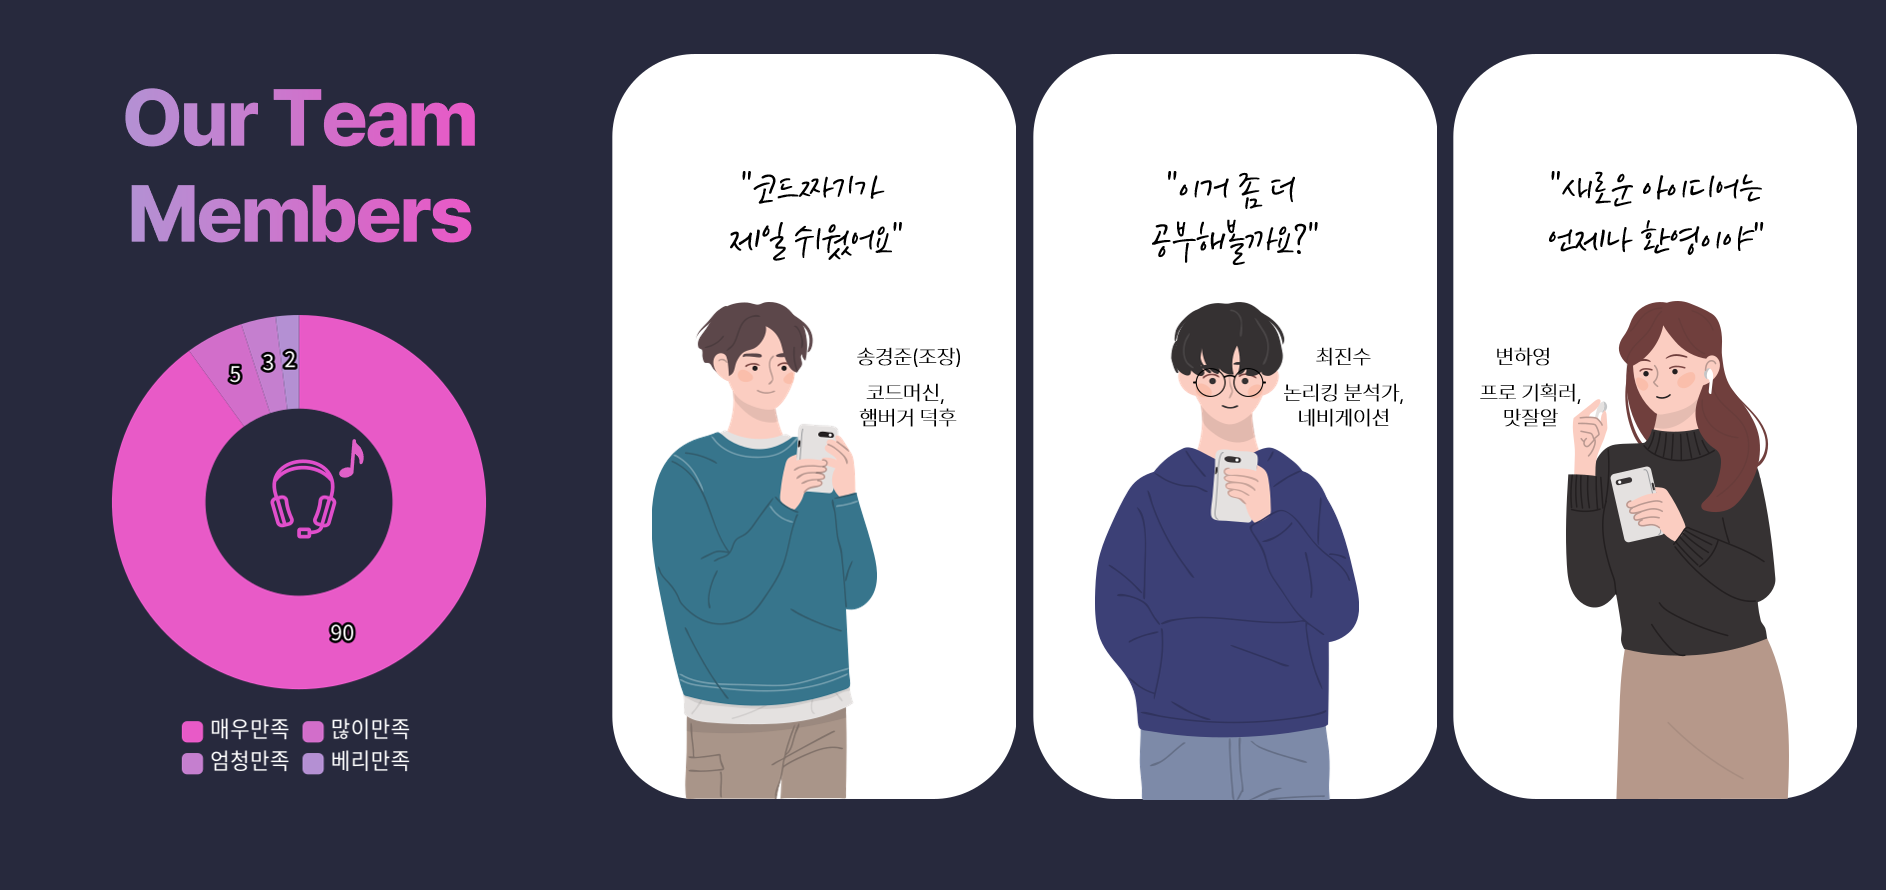 Our Team
Members
5
3
2
90
매우만족
많이만족
엄청만족
베리만족
"코드짜기가
제일 쉬웠어요"
송경준(조장)
코드머신,
햄버거 덕후
"이거 좀 더
공부해볼까요?"
최진수
논리킹 분석가,
네비게이션
"새로운 아이디어는
언제나 환영이야"
변하영
프로 기획러,
맛잘알